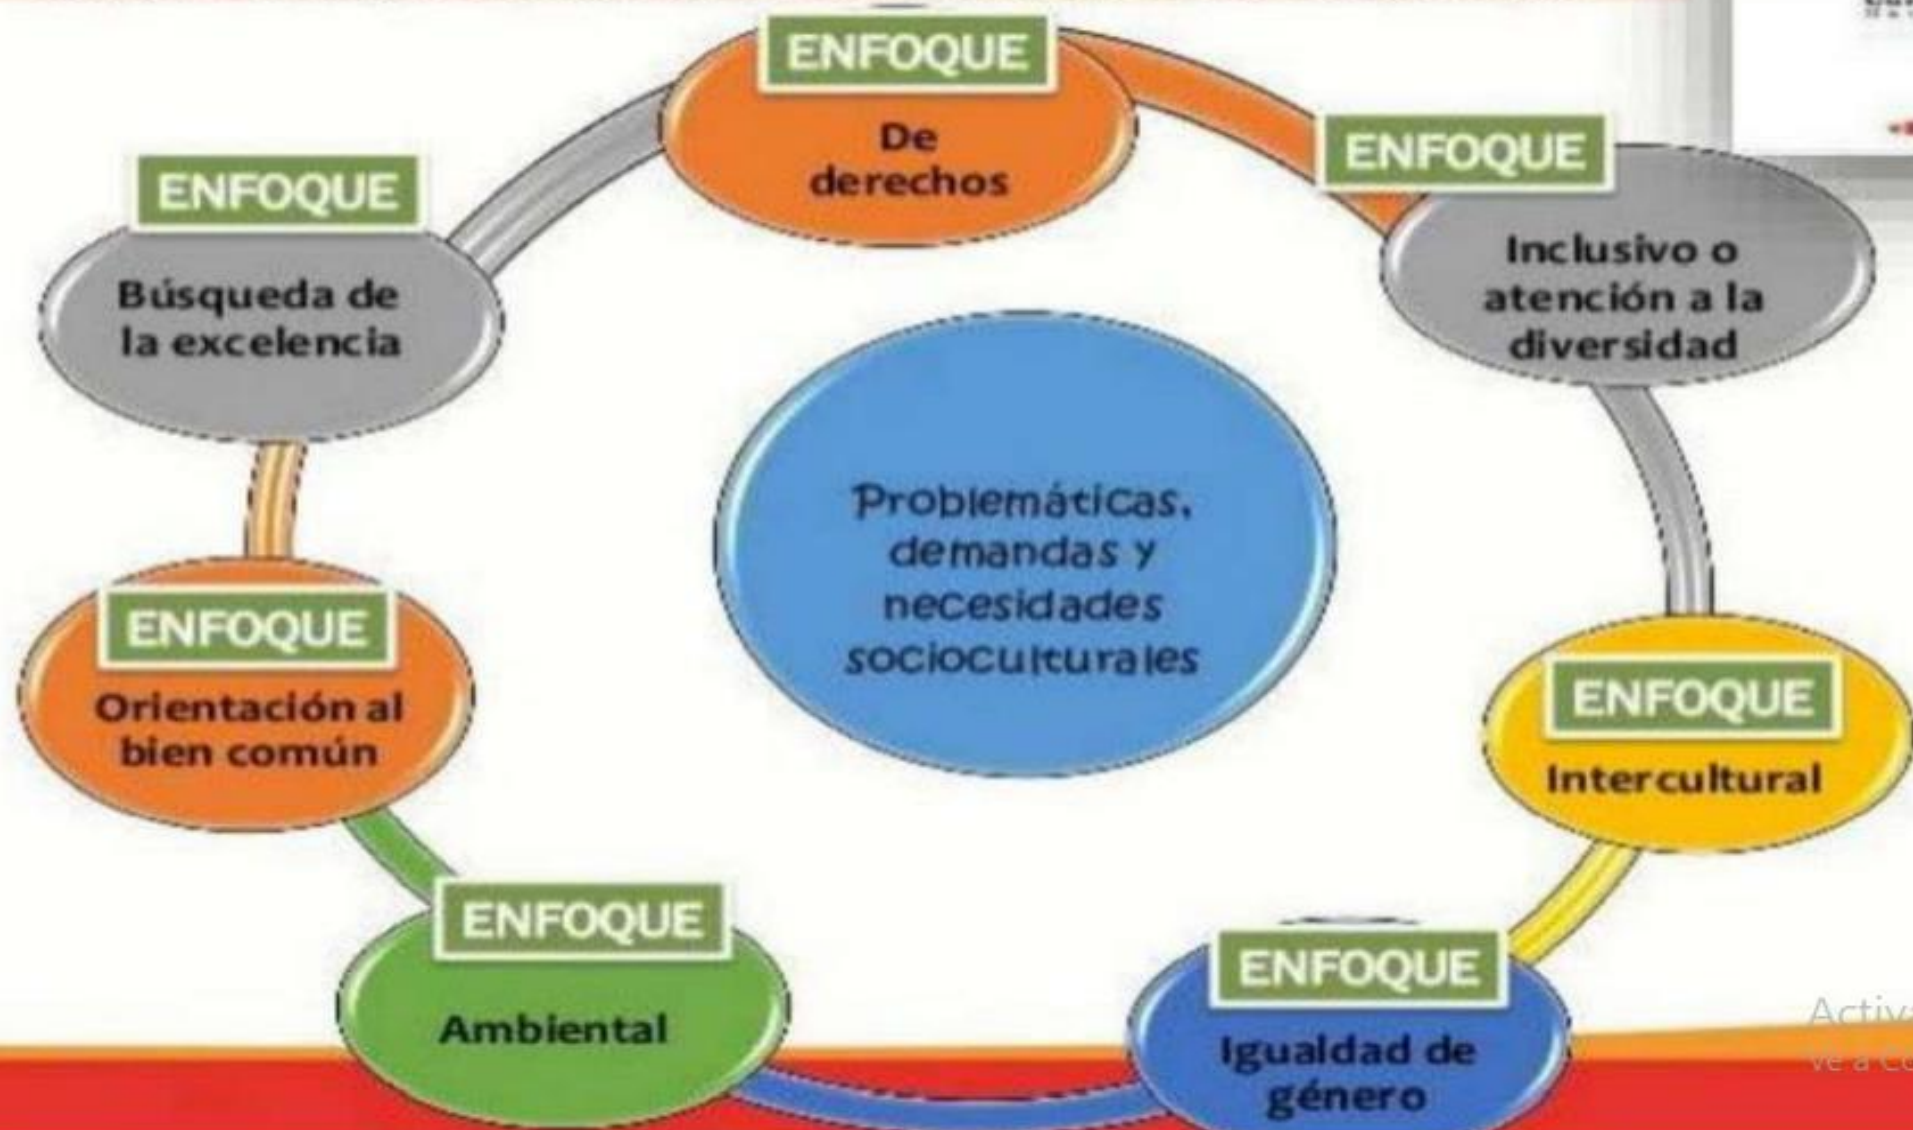 ENFOQUE
De
derechos
ENFOQUE
Inclusivo o
atención a la
diversidad
ENFOQUE
Intercultural
ENFOQUE
Igualdad de
género
ENFOQUE
Ambiental
ENFOQUE
Orientación al
bien común
ENFOQUE
Búsqueda de
la excelencia
Problemáticas,
demandas y
necesidades
socioculturales
ve a